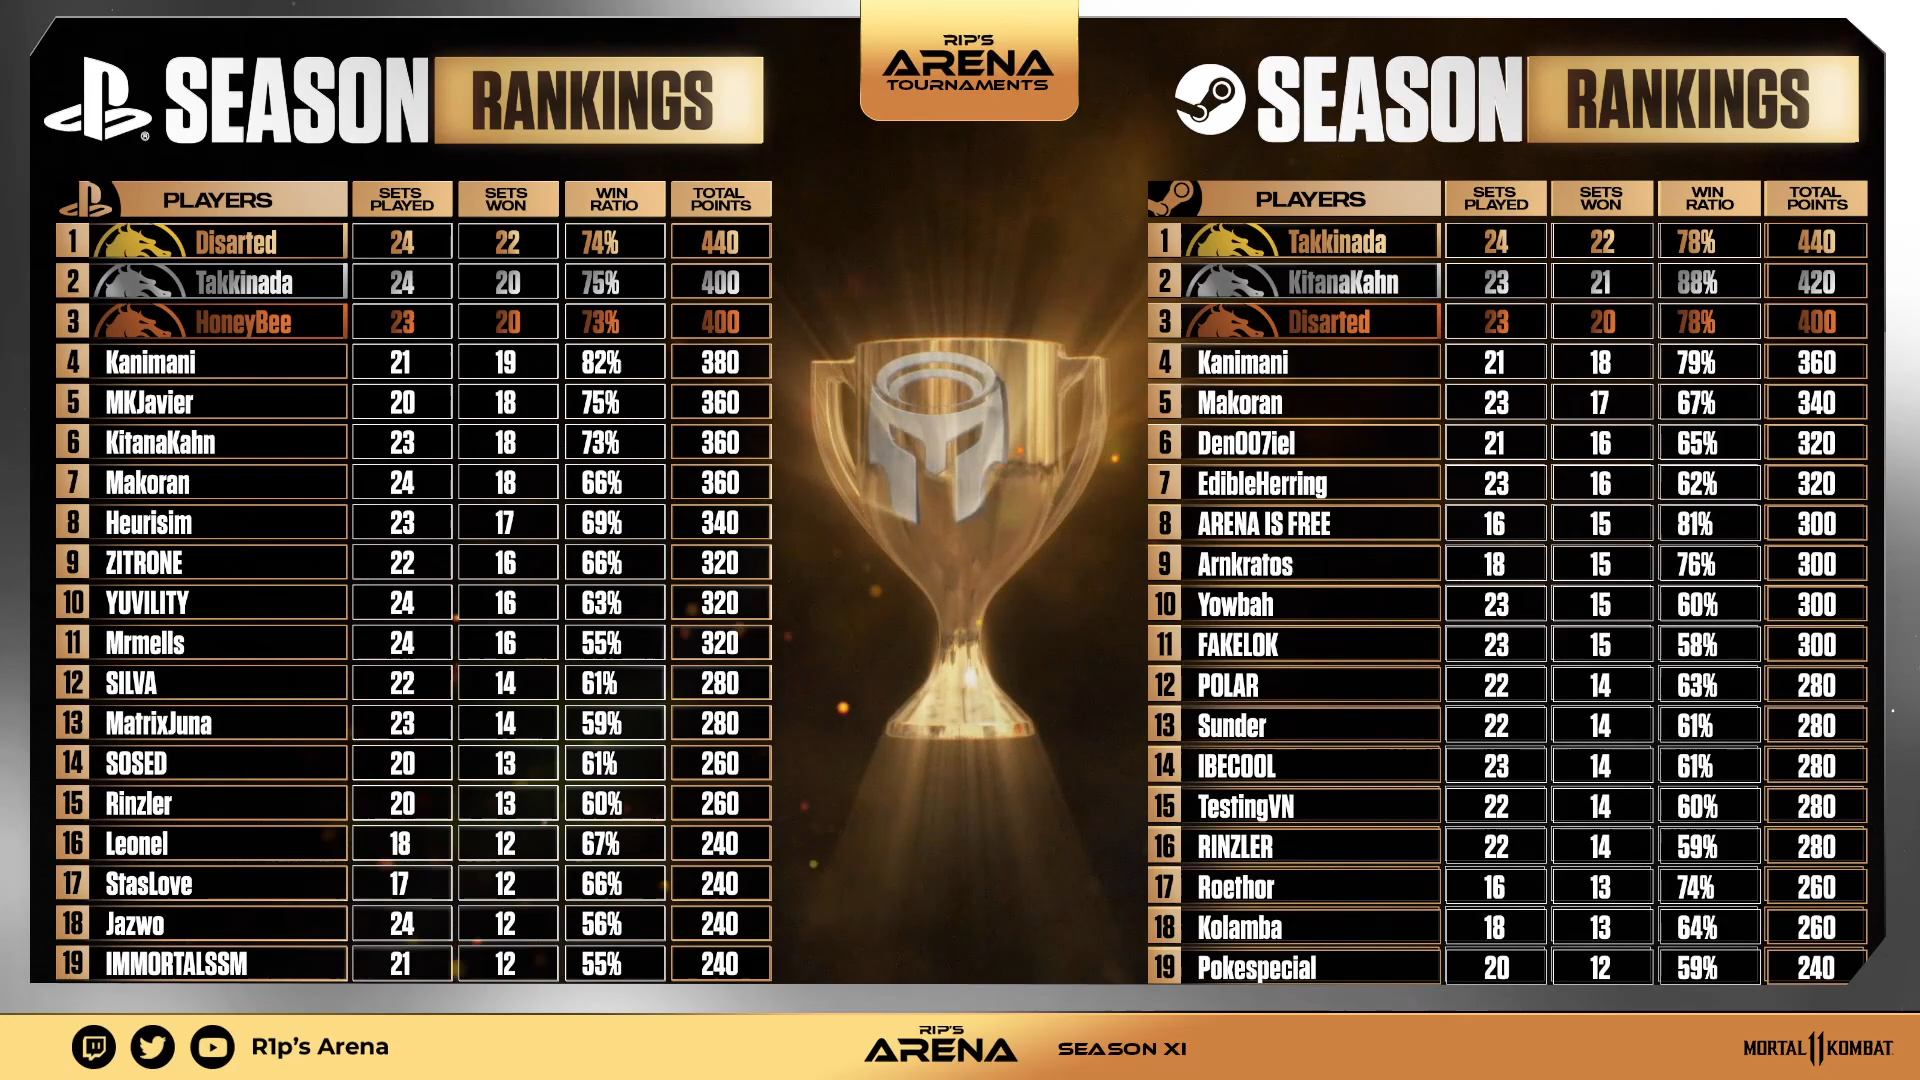 RIP'S
ARENA
TOURNAMENTS
SEASON RANKINGS
PLAYERS SETS PLAYED SETS WON WIN RATIO TOTAL POINTS
1 Disarted 24 22 74% 440
2 Takkinada 24 20 75% 400
3 HoneyBee 23 20 73% 400
4 Kanimani 21 19 82% 380
5 MKJavier 20 18 75% 360
6 KitanaKahn 23 18 73% 360
7 Makoran 24 18 66% 360
8 Heurisim 23 17 69% 340
9 ZITRONE 22 16 66% 320
10 YUVILITY 24 16 63% 320
11 Mrmells 24 16 55% 320
12 SILVA 22 14 61% 280
13 MatrixJuna 23 14 59% 280
14 SOSED 20 13 61% 260
15 Rinzler 20 13 60% 260
16 Leonel 18 12 67% 240
17 StasLove 17 12 66% 240
18 Jazwo 24 12 56% 240
19 IMMORTALSSM 21 12 55% 240
SEASON RANKINGS
PLAYERS SETS PLAYED SETS WON WIN RATIO TOTAL POINTS
1 Takkinada 24 22 78% 440
2 KitanaKahn 23 21 88% 420
3 Disarted 23 20 78% 400
4 Kanimani 21 18 79% 360
5 Makoran 23 17 67% 340
6 Den007iel 21 16 65% 320
7 EdibleHerring 23 16 62% 320
8 ARENA IS FREE 16 15 81% 300
9 Arnkratos 18 15 76% 300
10 Yowbah 23 15 60% 300
11 FAKELOK 23 15 58% 300
12 POLAR 22 14 63% 280
13 Sunder 22 14 61% 280
14 IBECOOL 23 14 61% 280
15 TestingVN 22 14 60% 280
16 RINZLER 22 14 59% 280
17 Roethor 16 13 74% 260
18 Kolamba 18 13 64% 260
19 Pokespecial 20 12 59% 240
R1p's Arena
RIP'S
ARENA
SEASON XI
MORTAL 11 KOMBAT